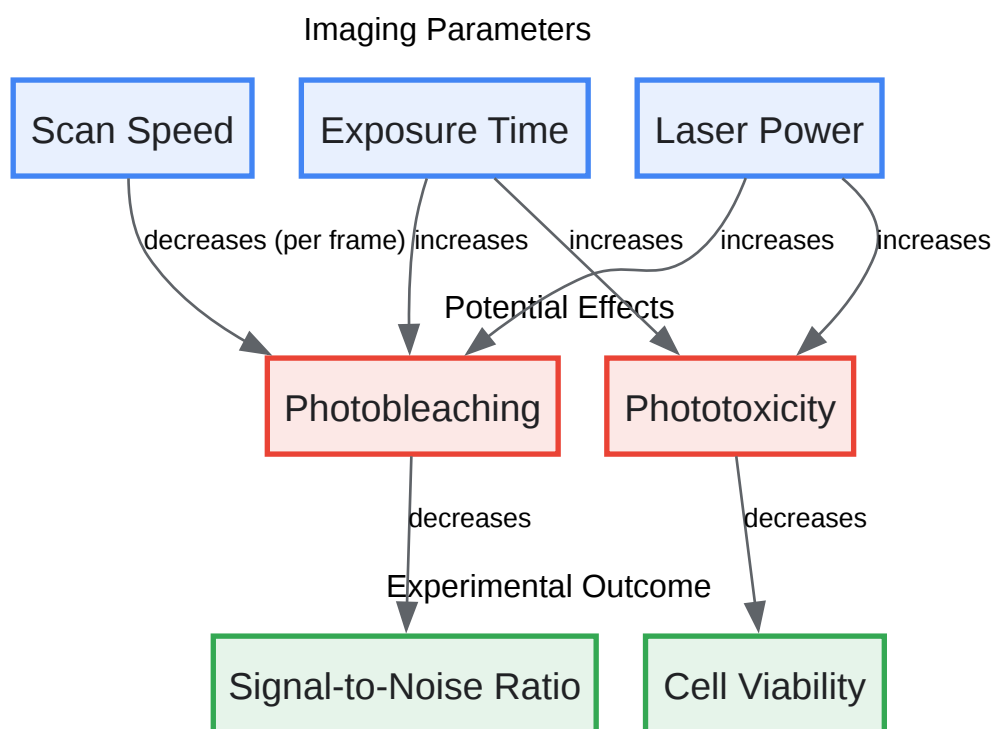 Imaging Parameters
Scan Speed
Exposure Time
Laser Power
decreases (per frame)
increases
increases
increases
increases
Potential Effects
Photobleaching
Phototoxicity
decreases
decreases
Experimental Outcome
Signal-to-Noise Ratio
Cell Viability